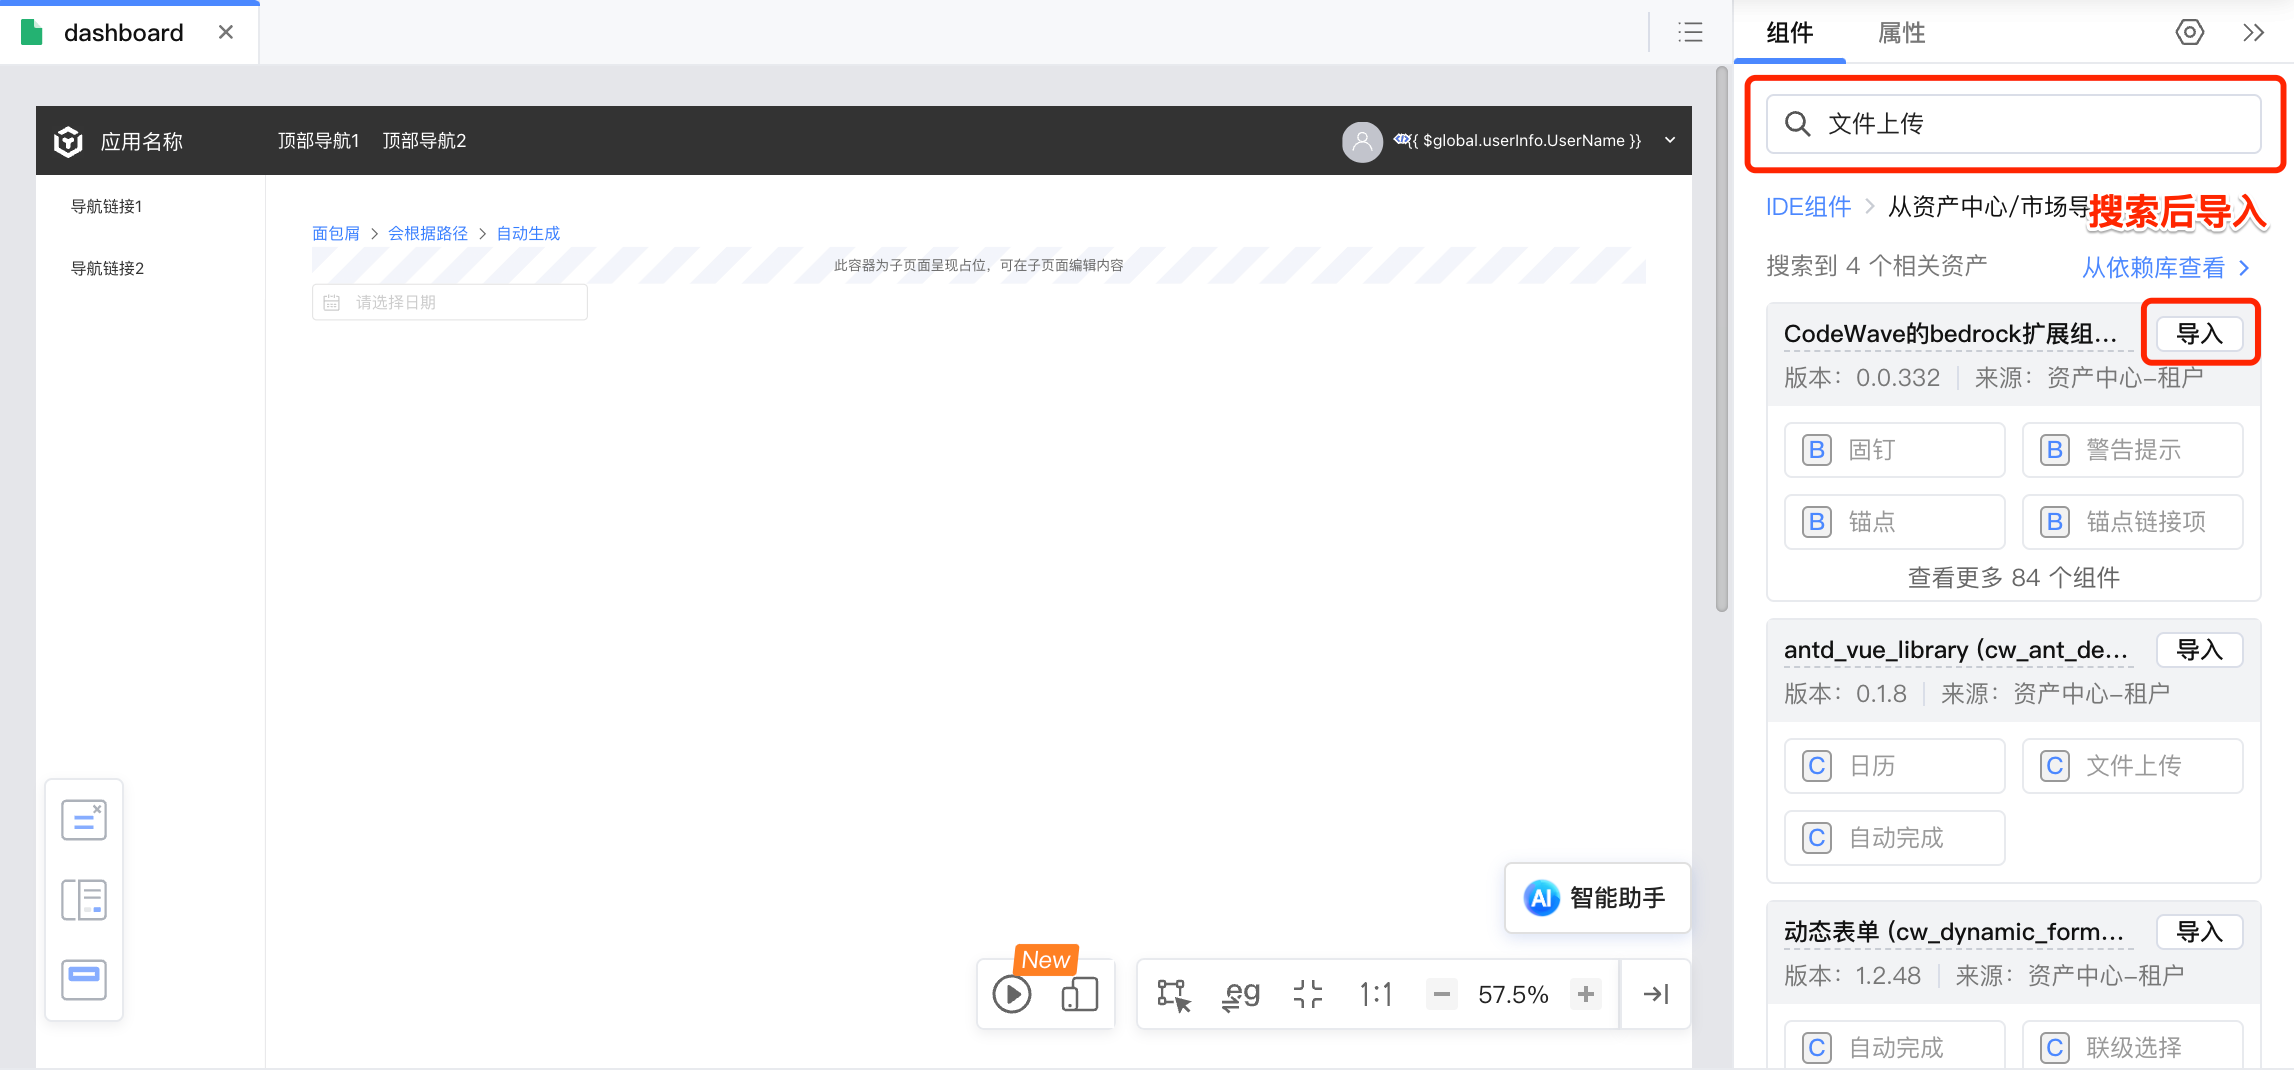 dashboard
组件 属性
文件上传
IDE组件 > 从资产中心/市场导
搜索后导入
搜索到 4 个相关资产 从依赖库查看 >
CodeWave的bedrock扩展组... 导入
版本：0.0.332 来源：资产中心-租户
B 固钉 B 警告提示
B 锚点 B 锚点链接项
查看更多 84 个组件
antd_vue_library (cw_ant_de... 导入
版本：0.1.8 来源：资产中心-租户
C 日历 C 文件上传
C 自动完成
动态表单 (cw_dynamic_form... 导入
版本：1.2.48 来源：资产中心-租户
C 自动完成 C 联级选择
应用名称 顶部导航1 顶部导航2 {{ $global.userInfo.UserName }}
导航链接1
导航链接2
面包屑 > 会根据路径 > 自动生成
此容器为子页面呈现占位，可在子页面编辑内容
请选择日期
AI 智能助手
New
eg 1:1 57.5%